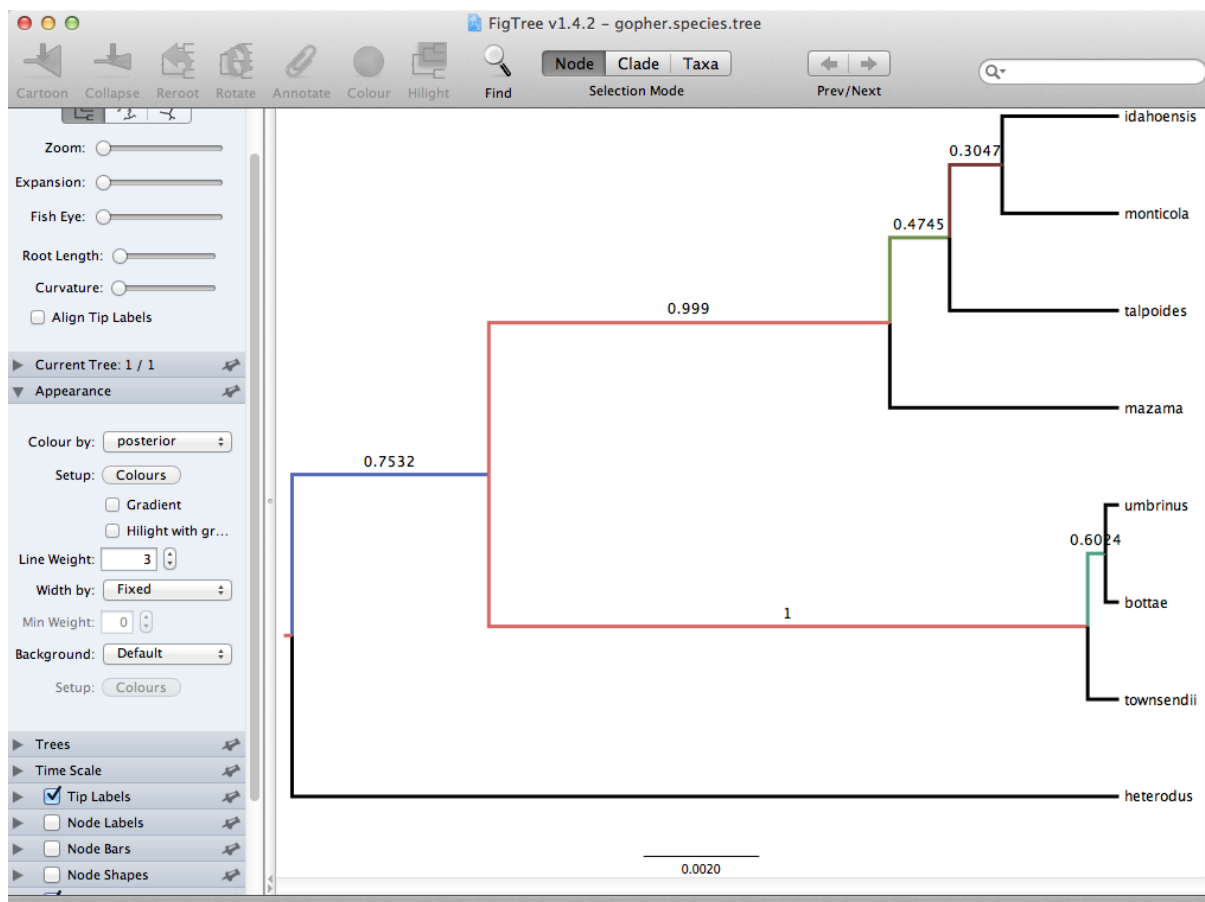 FigTree v1.4.2 – gopher.species.tree
Cartoon Collapse Reroot Rotate Annotate Colour Hilight Find
Node Clade Taxa
Selection Mode
Prev/Next
Zoom:
Expansion:
Fish Eye:
Root Length:
Curvature:
Align Tip Labels
Current Tree: 1 / 1
Appearance
Colour by: posterior
Setup: Colours
Gradient
Hilight with gr...
Line Weight: 3
Width by: Fixed
Min Weight: 0
Background: Default
Setup: Colours
Trees
Time Scale
Tip Labels
Node Labels
Node Bars
Node Shapes
idahoensis
0.3047
monticola
0.4745
talpoides
0.999
mazama
0.7532
umbrinus
0.6024
bottae
1
townsendii
heterodus
0.0020